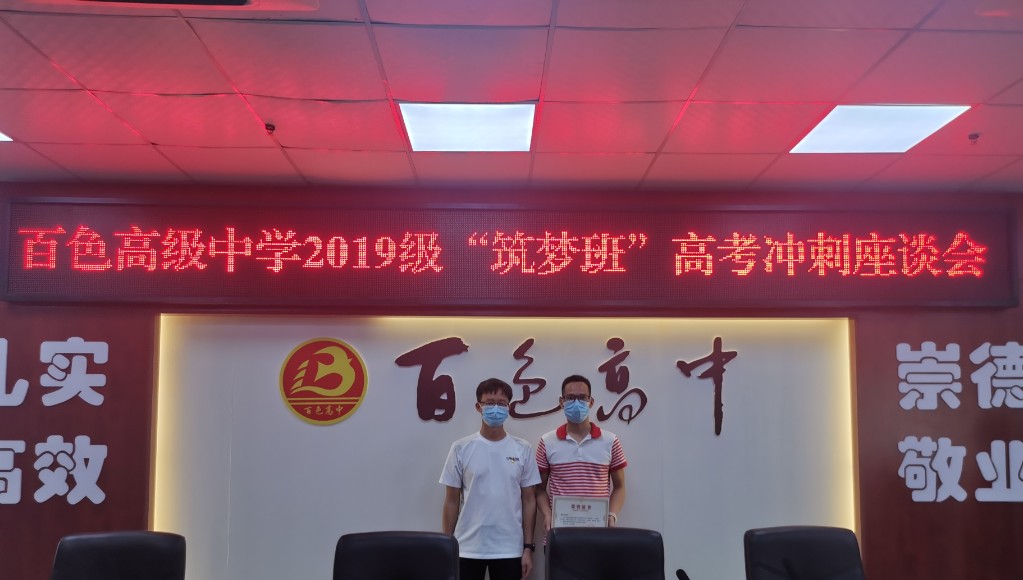 百色高级中学2019级“筑梦班”高考冲刺座谈会
百色高中
百色高中
实
高效
崇德
敬业